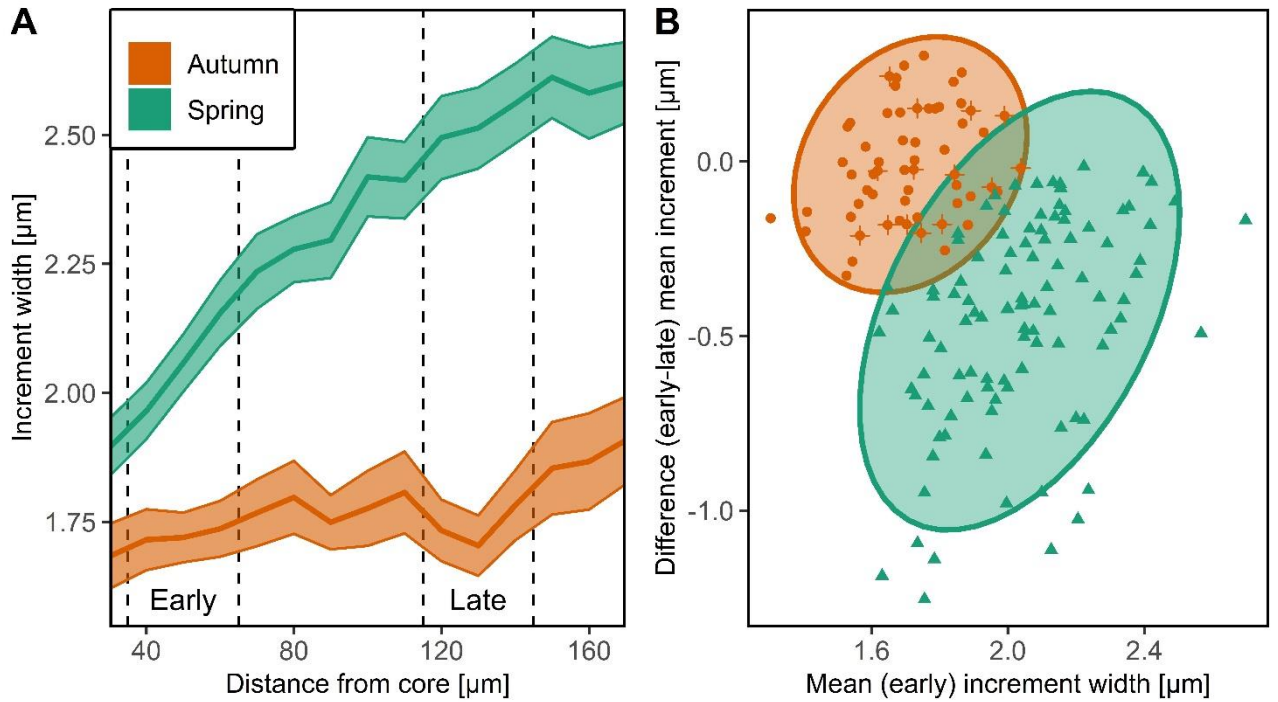 A
Autumn
Spring
Increment width [µm]
2.50
2.25
2.00
1.75
Early
Late
40
80
120
160
Distance from core [µm]
B
Difference (early-late) mean increment [µm]
0.0
-0.5
-1.0
1.6
2.0
2.4
Mean (early) increment width [µm]